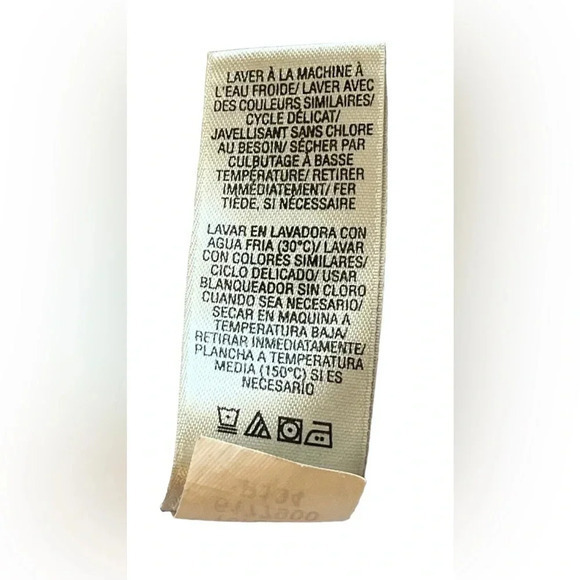 LAVER À LA MACHINE À
L'EAU FROIDE/ LAVER AVEC
DES COULEURS SIMILAIRES/
CYCLE DÉLICAT/
JAVELLISANT SANS CHLORE
AU BESOIN/ SÉCHER PAR
CULBUTAGE À BASSE
TEMPÉRATURE/ RETIRER
IMMÉDIATEMENT/ FER
TIÈDE, SI NÉCESSAIRE
LAVAR EN LAVADORA CON
AGUA FRIA (30°C)/ LAVAR
CON COLORES SIMILARES/
CICLO DELICADO/ USAR
BLANQUEADOR SIN CLORO
CUANDO SEA NECESARIO/
SECAR EN MAQUINA A
TEMPERATURA BAJA/
RETIRAR INMEDIATAMENTE/
PLANCHA A TEMPERATURA
MEDIA (150°C) SI ES
NECESARIO